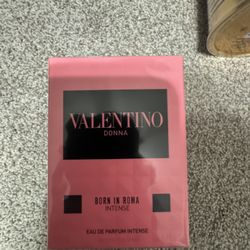 VALENTINO
DONNA
BORN IN ROMA
INTENSE
EAU DE PARFUM INTENSE